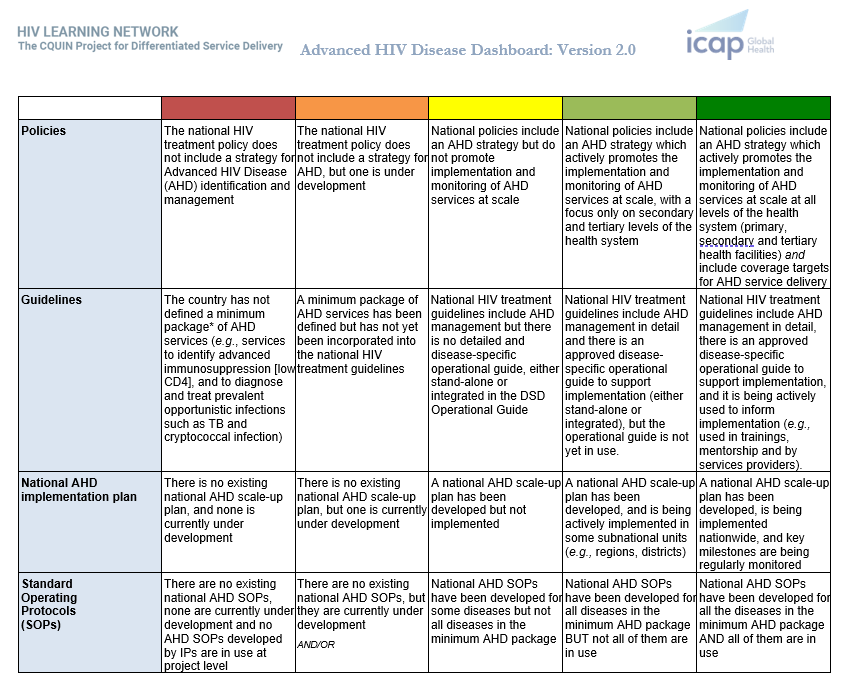 HIV LEARNING NETWORK
The CQUIN Project for Differentiated Service Delivery
Advanced HIV Disease Dashboard: Version 2.0
icap Global
Health
Policies
The national HIV
treatment policy does
not include a strategy for
Advanced HIV Disease
(AHD) identification and
management
The national HIV
treatment policy does
not include a strategy for
AHD, but one is under
development
National policies include
an AHD strategy but do
not promote
implementation and
monitoring of AHD
services at scale
National policies include
an AHD strategy which
actively promotes the
implementation and
monitoring of AHD
services at scale, with a
focus only on secondary
and tertiary levels of the
health system
National policies include
an AHD strategy which
actively promotes the
implementation and
monitoring of AHD
services at scale at all
levels of the health
system (primary,
secondary and tertiary
health facilities) and
include coverage targets
for AHD service delivery
Guidelines
The country has not
defined a minimum
package* of AHD
services (e.g., services
to identify advanced
immunosuppression [low
CD4], and to diagnose
and treat prevalent
opportunistic infections
such as TB and
cryptococcal infection)
A minimum package of
AHD services has been
defined but has not yet
been incorporated into
the national HIV
treatment guidelines
National HIV treatment
guidelines include AHD
management but there
is no detailed and
disease-specific
operational guide, either
stand-alone or
integrated in the DSD
Operational Guide
National HIV treatment
guidelines include AHD
management in detail
and there is an
approved disease-
specific operational
guide to support
implementation (either
stand-alone or
integrated), but the
operational guide is not
yet in use.
National HIV treatment
guidelines include AHD
management in detail,
there is an approved
disease-specific
operational guide to
support implementation,
and it is being actively
used to inform
implementation (e.g.,
used in trainings,
mentorship and by
services providers).
National AHD
implementation plan
There is no existing
national AHD scale-up
plan, and none is
currently under
development
There is no existing
national AHD scale-up
plan, but one is currently
under development
A national AHD scale-up
plan has been
developed but not
implemented
A national AHD scale-up
plan has been
developed, and is being
actively implemented in
some subnational units
(e.g., regions, districts)
A national AHD scale-up
plan has been
developed, is being
implemented
nationwide, and key
milestones are being
regularly monitored
Standard
Operating
Protocols
(SOPs)
There are no existing
national AHD SOPs,
none are currently under
development and no
AHD SOPs developed
by IPs are in use at
project level
There are no existing
national AHD SOPs, but
they are currently under
development
AND/OR
National AHD SOPs
have been developed for
some diseases but not
all diseases in the
minimum AHD package
National AHD SOPs
have been developed for
all diseases in the
minimum AHD package
BUT not all of them are
in use
National AHD SOPs
have been developed for
all the diseases in the
minimum AHD package
AND all of them are in
use